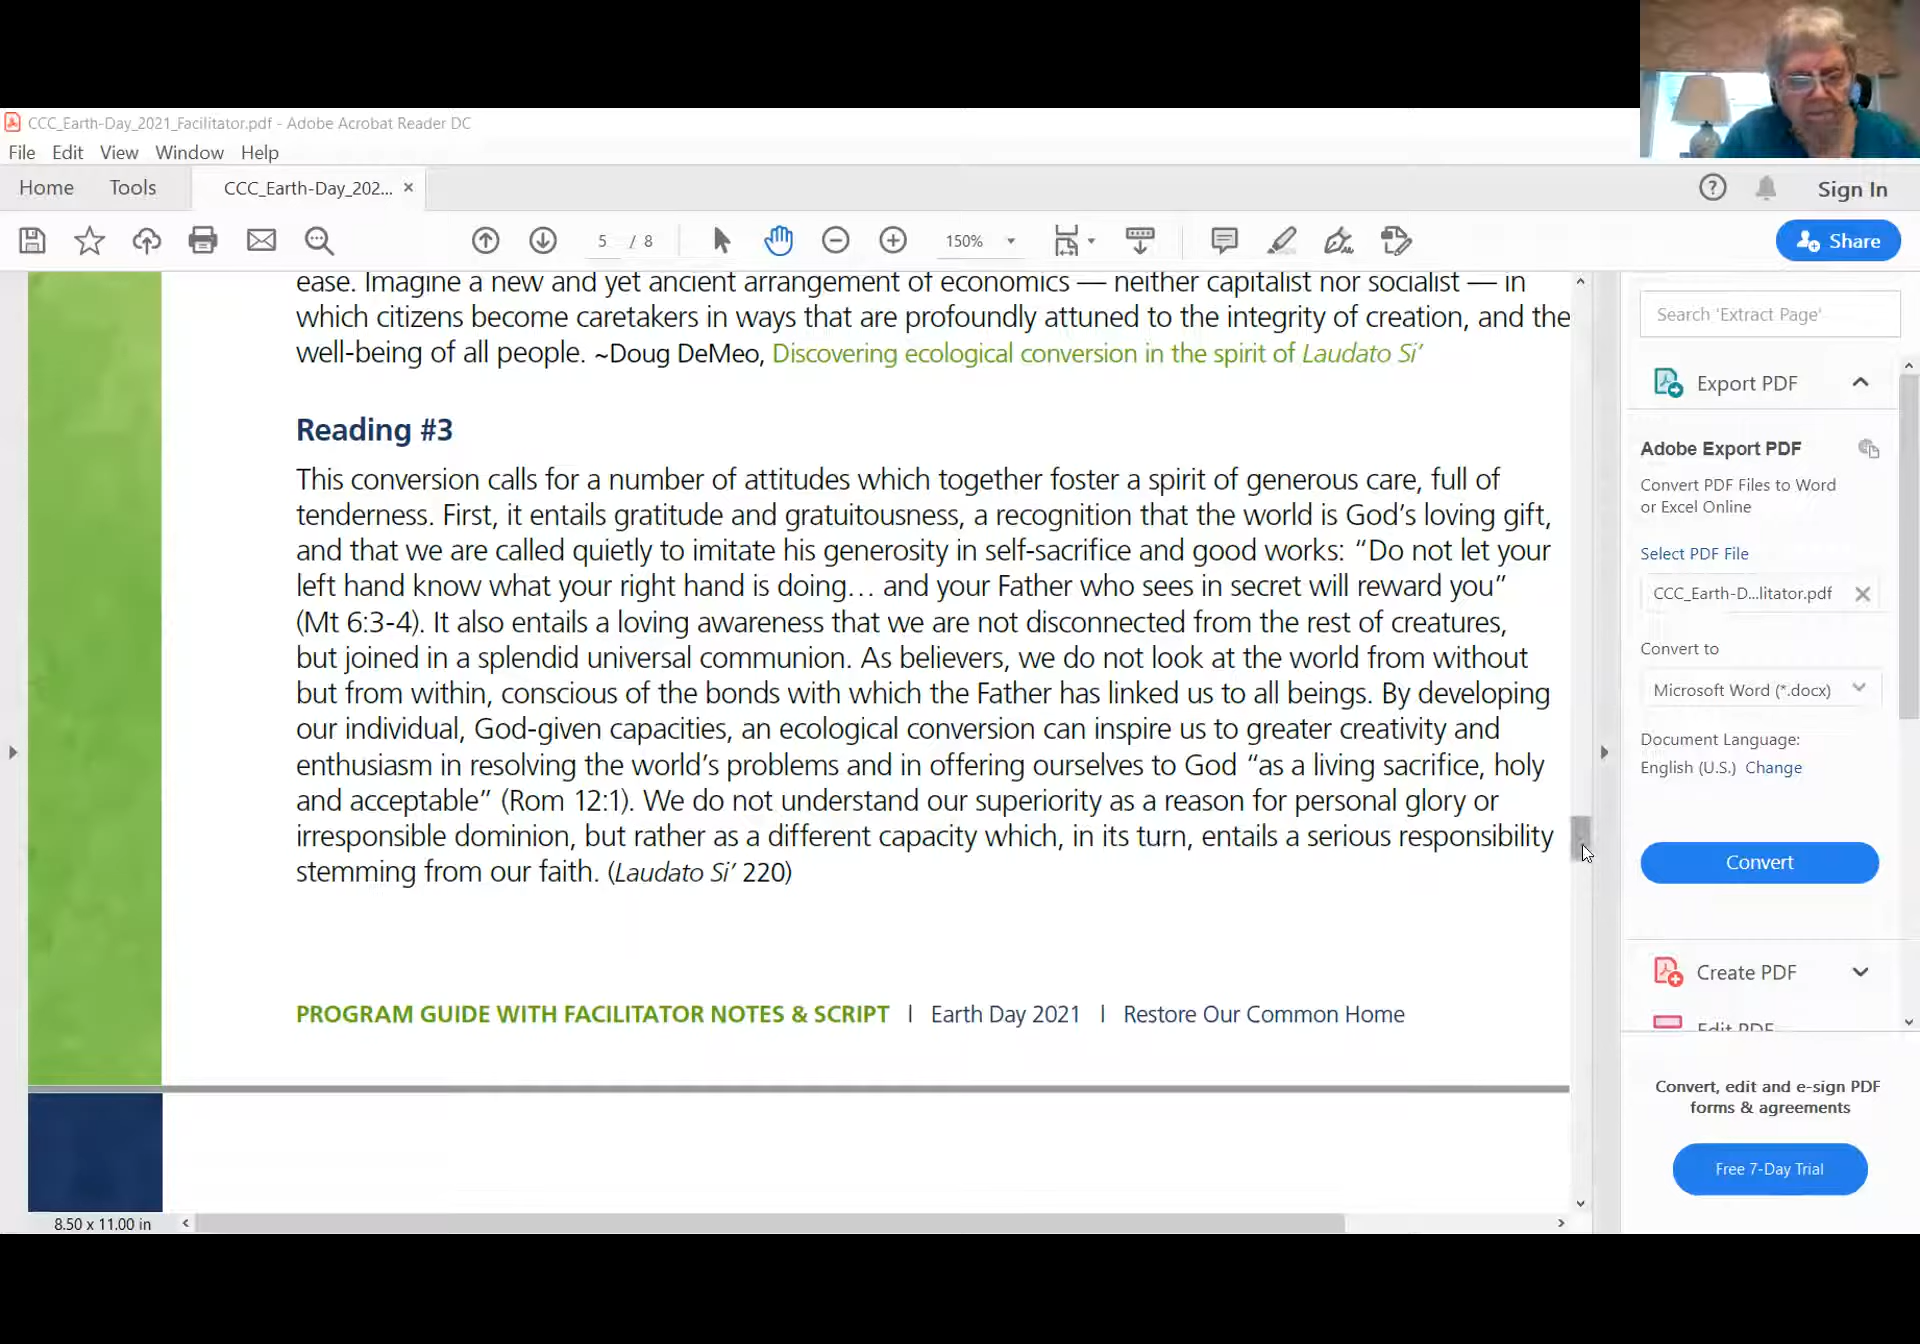 CCC_Earth-Day_2021_Facilitator.pdf - Adobe Acrobat Reader DC
File Edit View Window Help
Home Tools CCC_Earth-Day_202... × Sign In
5 / 8 150% Share
ease. Imagine a new and yet ancient arrangement of economics — neither capitalist nor socialist — in
which citizens become caretakers in ways that are profoundly attuned to the integrity of creation, and the
well-being of all people. ~Doug DeMeo, Discovering ecological conversion in the spirit of Laudato Si’
Reading #3
This conversion calls for a number of attitudes which together foster a spirit of generous care, full of
tenderness. First, it entails gratitude and gratuitousness, a recognition that the world is God’s loving gift,
and that we are called quietly to imitate his generosity in self-sacrifice and good works: “Do not let your
left hand know what your right hand is doing… and your Father who sees in secret will reward you”
(Mt 6:3-4). It also entails a loving awareness that we are not disconnected from the rest of creatures,
but joined in a splendid universal communion. As believers, we do not look at the world from without
but from within, conscious of the bonds with which the Father has linked us to all beings. By developing
our individual, God-given capacities, an ecological conversion can inspire us to greater creativity and
enthusiasm in resolving the world’s problems and in offering ourselves to God “as a living sacrifice, holy
and acceptable” (Rom 12:1). We do not understand our superiority as a reason for personal glory or
irresponsible dominion, but rather as a different capacity which, in its turn, entails a serious responsibility
stemming from our faith. (Laudato Si’ 220)
PROGRAM GUIDE WITH FACILITATOR NOTES & SCRIPT | Earth Day 2021 | Restore Our Common Home
8.50 x 11.00 in
Search 'Extract Page'
Export PDF
Adobe Export PDF
Convert PDF Files to Word
or Excel Online
Select PDF File
CCC_Earth-D...litator.pdf
Convert to
Microsoft Word (*.docx)
Document Language:
English (U.S.) Change
Convert
Create PDF
Edit PDF
Convert, edit and e-sign PDF
forms & agreements
Free 7-Day Trial